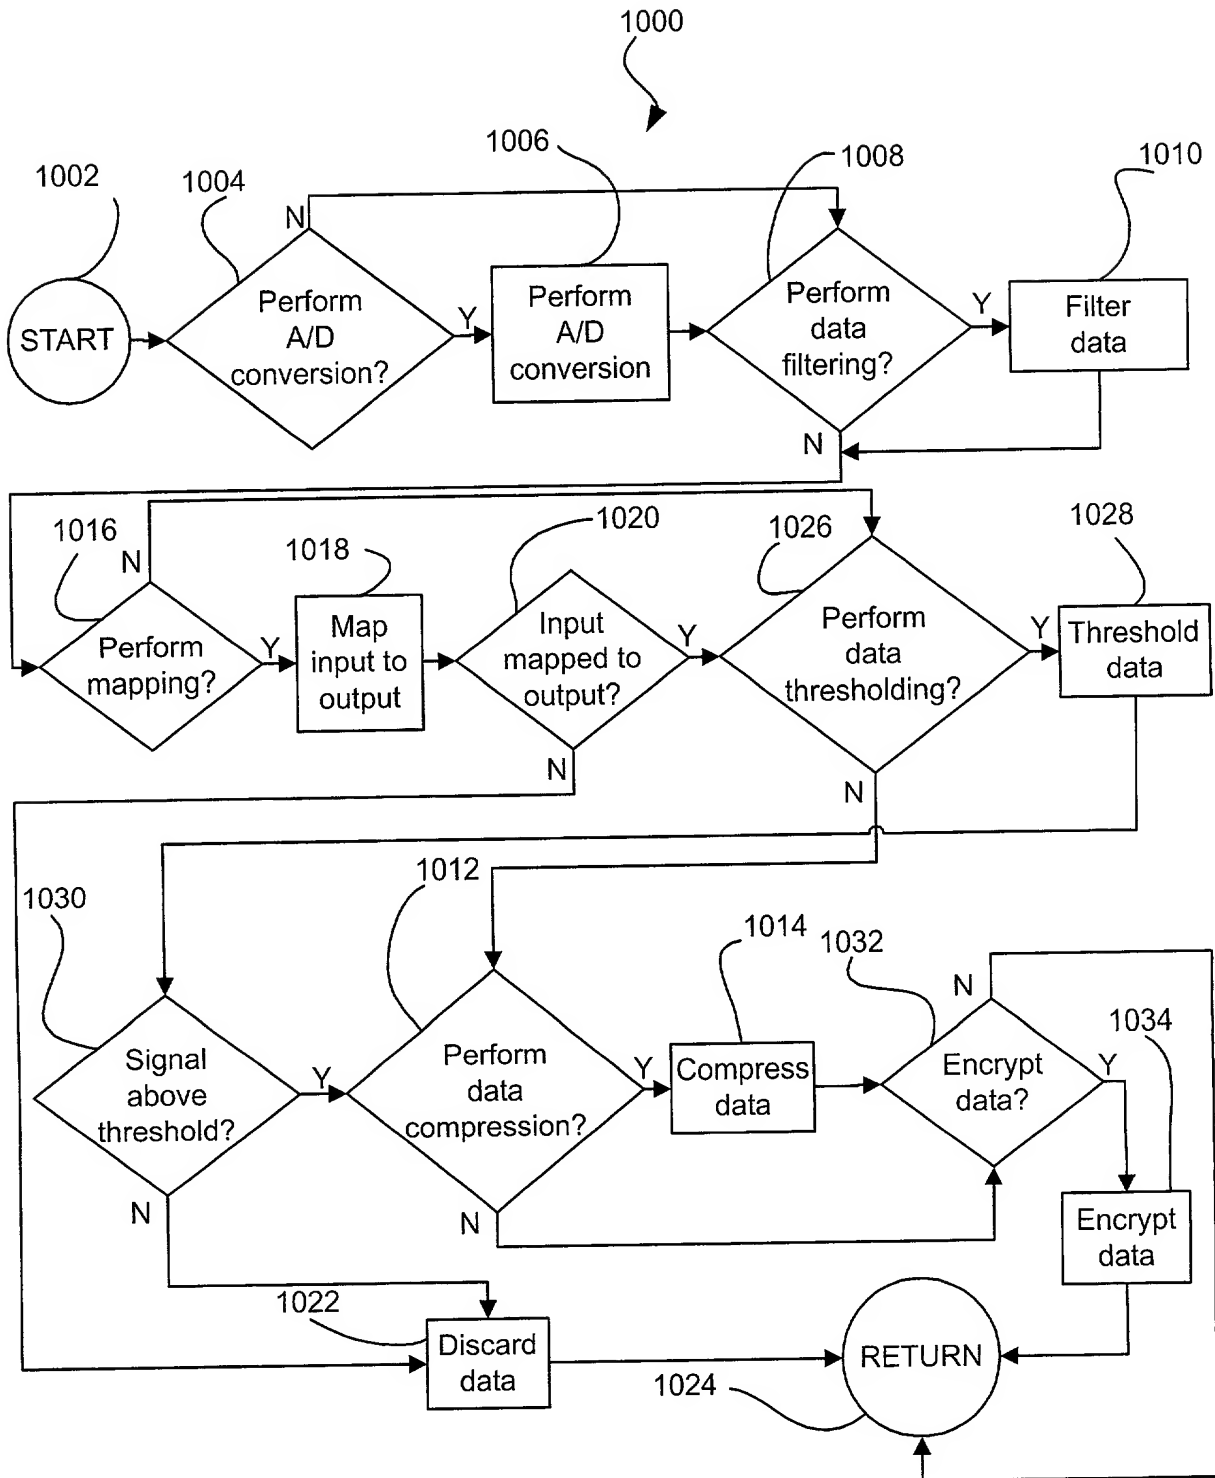 1000
1002
1004
1006
1008
1010
N
START
Perform
A/D
conversion?
Y
Perform
A/D
conversion
Perform
data
filtering?
Y
Filter
data
N
1016
N
1018
1020
1026
1028
Perform
mapping?
Y
Map
input to
output
Input
mapped to
output?
Y
Perform
data
thresholding?
Y
Threshold
data
N
N
1030
1012
1014
1032
N
1034
Signal
above
threshold?
Y
Perform
data
compression?
Y
Compress
data
Encrypt
data?
Y
N
N
Encrypt
data
1022
Discard
data
RETURN
1024